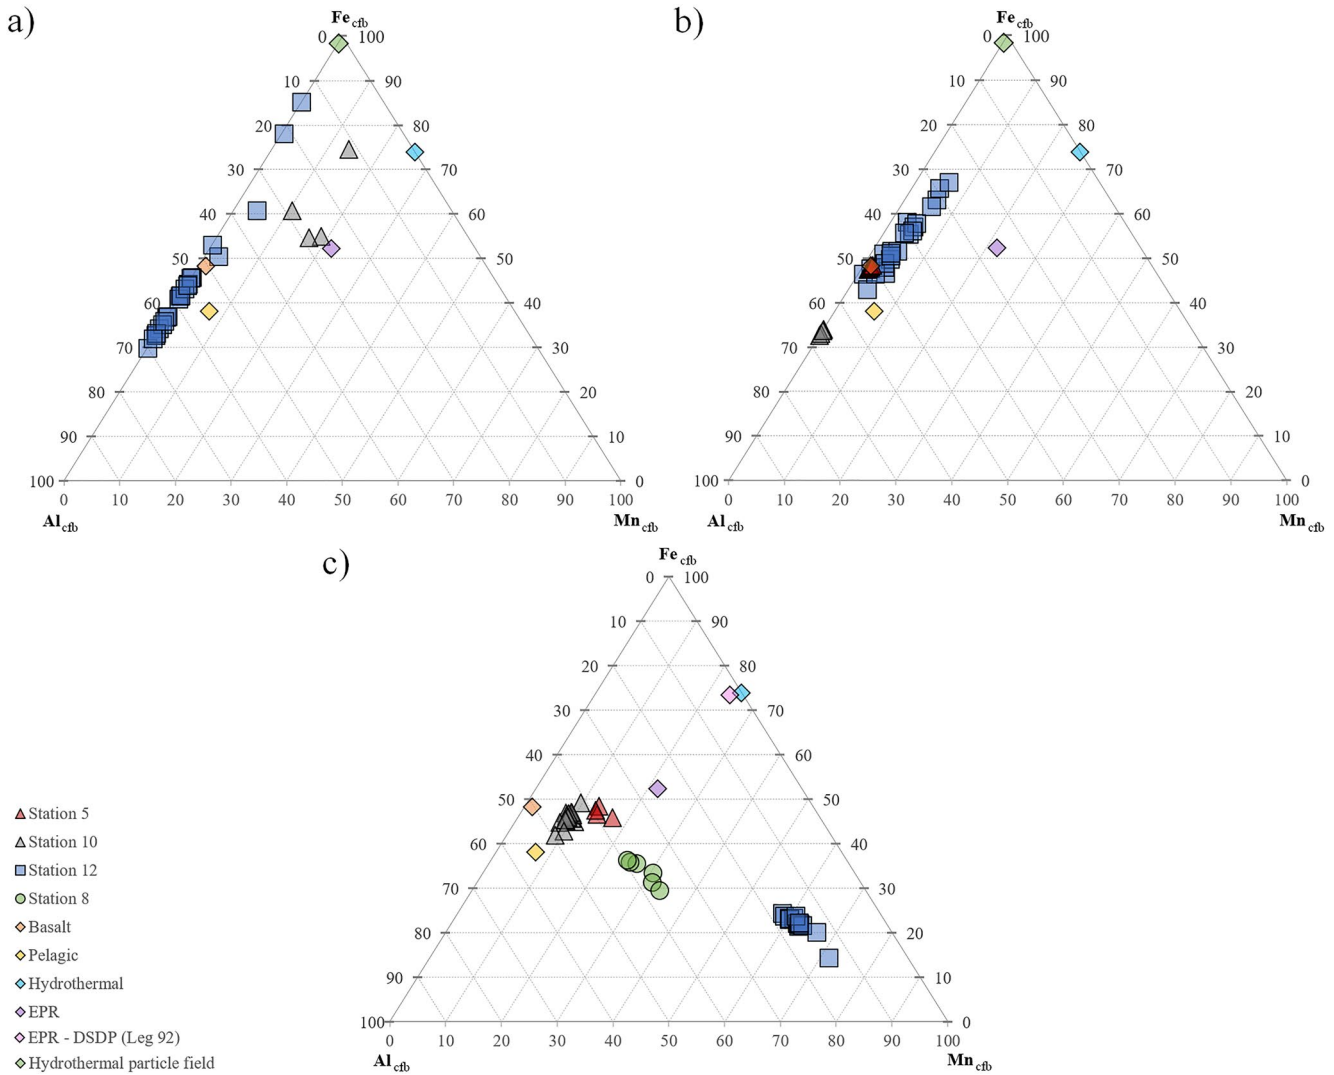 a)
Fe cfb
0 100
10 90
20 80
30 70
40 60
50 50
60 40
70 30
80 20
90 10
100 0
0 10 20 30 40 50 60 70 80 90 100
Al cfb Mn cfb
b)
Fe cfb
0 100
10 90
20 80
30 70
40 60
50 50
60 40
70 30
80 20
90 10
100 0
0 10 20 30 40 50 60 70 80 90 100
Al cfb Mn cfb
c)
Fe cfb
0 100
10 90
20 80
30 70
40 60
50 50
60 40
70 30
80 20
90 10
100 0
0 10 20 30 40 50 60 70 80 90 100
Al cfb Mn cfb
Station 5
Station 10
Station 12
Station 8
Basalt
Pelagic
Hydrothermal
EPR
EPR - DSDP (Leg 92)
Hydrothermal particle field